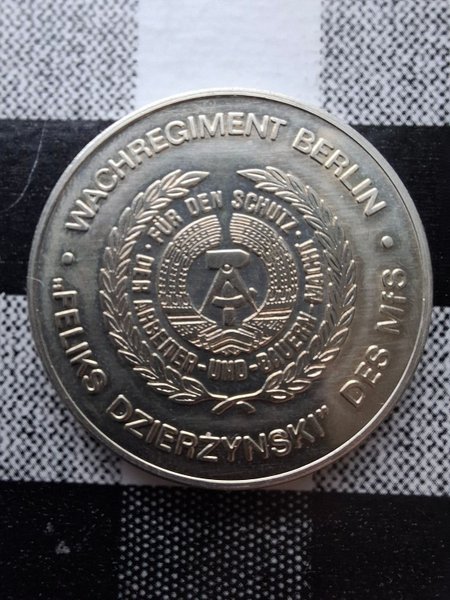 · WACHREGIMENT BERLIN ·
„FELIKS DZIERŻYNSKI" DES MfS
· FÜR DEN SCHUTZ ·
DER ARBEITER-UND-BAUERN-MACHT